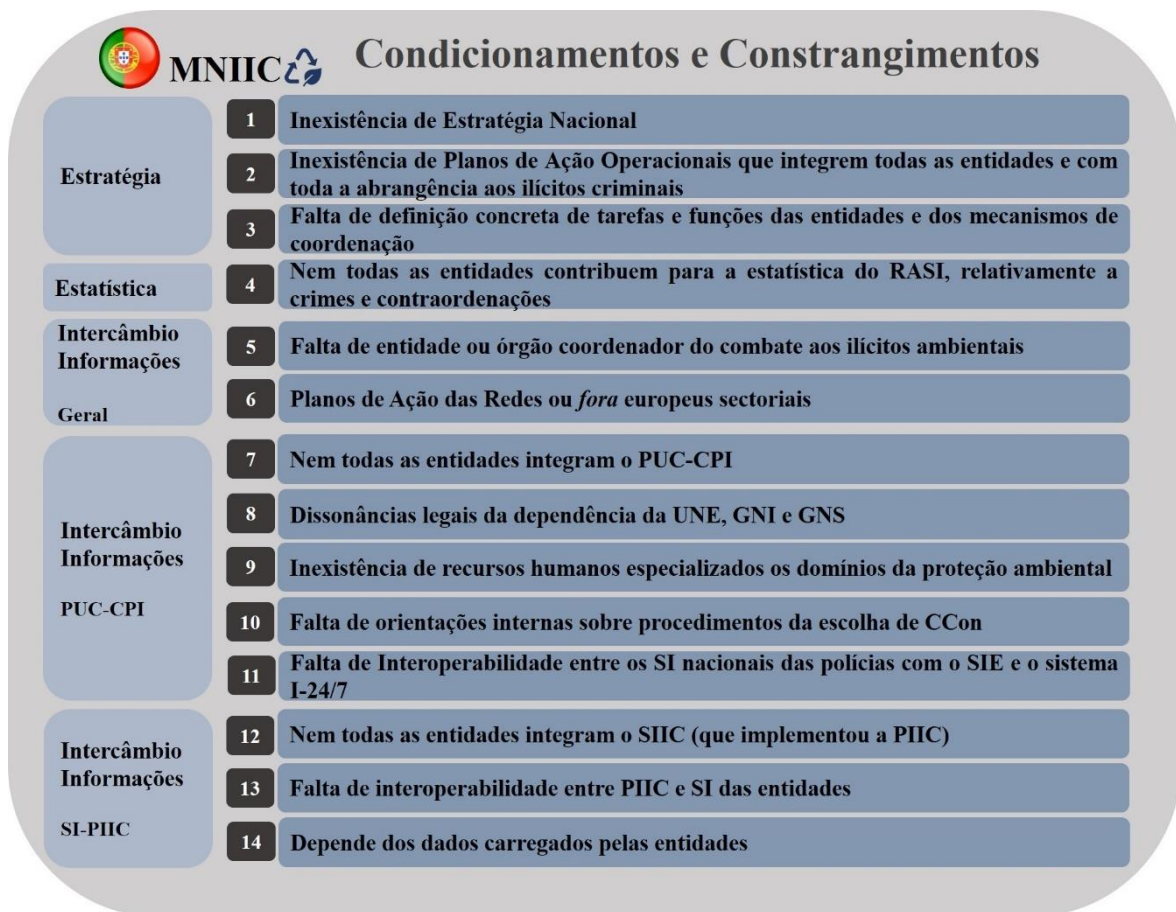 MNIIC
Condicionamentos e Constrangimentos
Estratégia
1
Inexistência de Estratégia Nacional
2
Inexistência de Planos de Ação Operacionais que integrem todas as entidades e com
toda a abrangência aos ilícitos criminais
3
Falta de definição concreta de tarefas e funções das entidades e dos mecanismos de
coordenação
Estatística
4
Nem todas as entidades contribuem para a estatística do RASI, relativamente a
crimes e contraordenações
Intercâmbio
Informações
Geral
5
Falta de entidade ou órgão coordenador do combate aos ilícitos ambientais
6
Planos de Ação das Redes ou fora europeus sectoriais
Intercâmbio
Informações
PUC-CPI
7
Nem todas as entidades integram o PUC-CPI
8
Dissonâncias legais da dependência da UNE, GNI e GNS
9
Inexistência de recursos humanos especializados os domínios da proteção ambiental
10
Falta de orientações internas sobre procedimentos da escolha de CCon
11
Falta de Interoperabilidade entre os SI nacionais das polícias com o SIE e o sistema
I-24/7
Intercâmbio
Informações
SI-PIIC
12
Nem todas as entidades integram o SIIC (que implementou a PIIC)
13
Falta de interoperabilidade entre PIIC e SI das entidades
14
Depende dos dados carregados pelas entidades